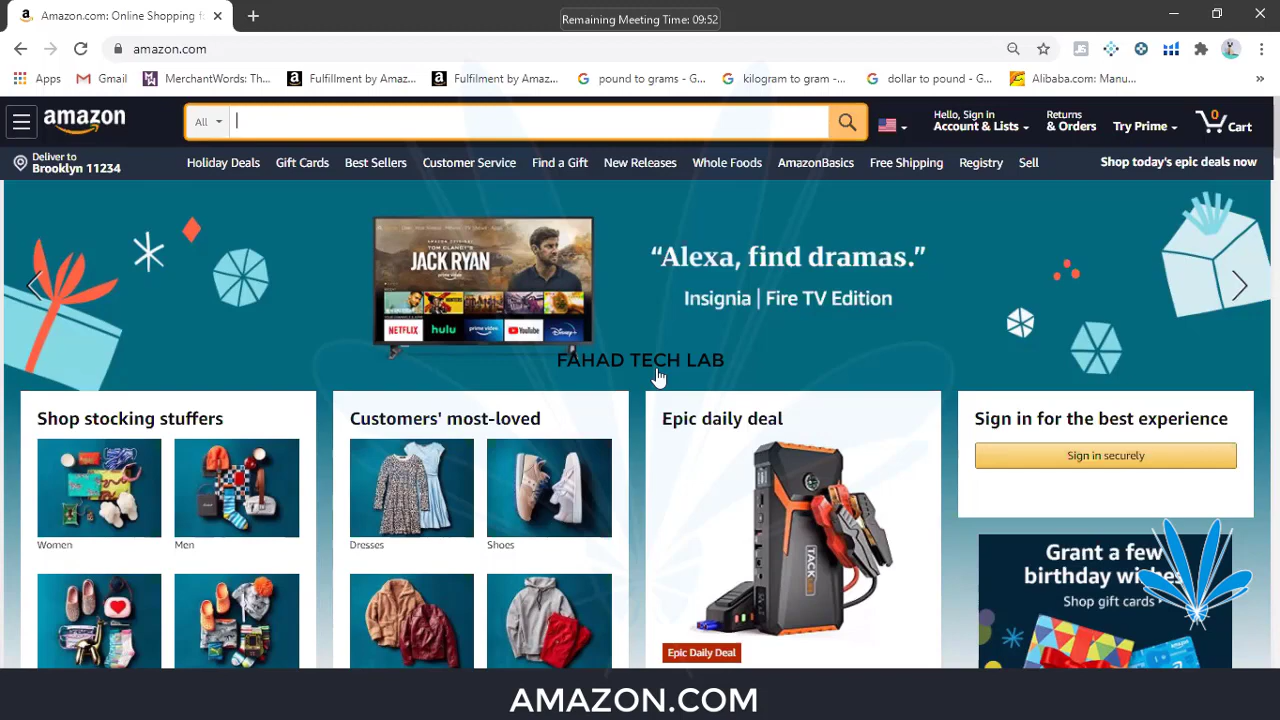 Amazon.com: Online Shopping f
Remaining Meeting Time: 09:52
amazon.com
Apps
Gmail
MerchantWords: Th...
Fulfillment by Amaz...
Fulfilment by Amaz...
pound to grams - G...
kilogram to gram -...
dollar to pound - G...
Alibaba.com: Manu...
amazon
All
Hello, Sign in
Account & Lists
Returns
& Orders
Try Prime
0
Cart
Deliver to
Brooklyn 11234
Holiday Deals
Gift Cards
Best Sellers
Customer Service
Find a Gift
New Releases
Whole Foods
AmazonBasics
Free Shipping
Registry
Sell
Shop today's epic deals now
TOM CLANCY'S
JACK RYAN
NETFLIX
hulu
prime video
YouTube
Disney+
“Alexa, find dramas.”
Insignia | Fire TV Edition
FAHAD TECH LAB
Shop stocking stuffers
Women
Men
Customers' most-loved
Dresses
Shoes
Epic daily deal
TACK
Epic Daily Deal
Sign in for the best experience
Sign in securely
Grant a few
birthday wishes
Shop gift cards
AMAZON.COM